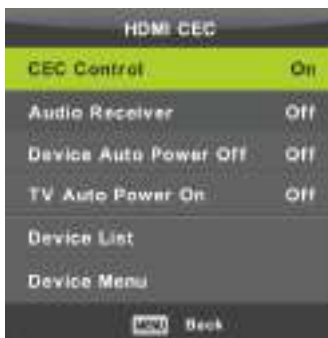 HDMI CEC
CEC Control On
Audio Receiver Off
Device Auto Power Off Off
TV Auto Power On Off
Device List
Device Menu
MENU Back